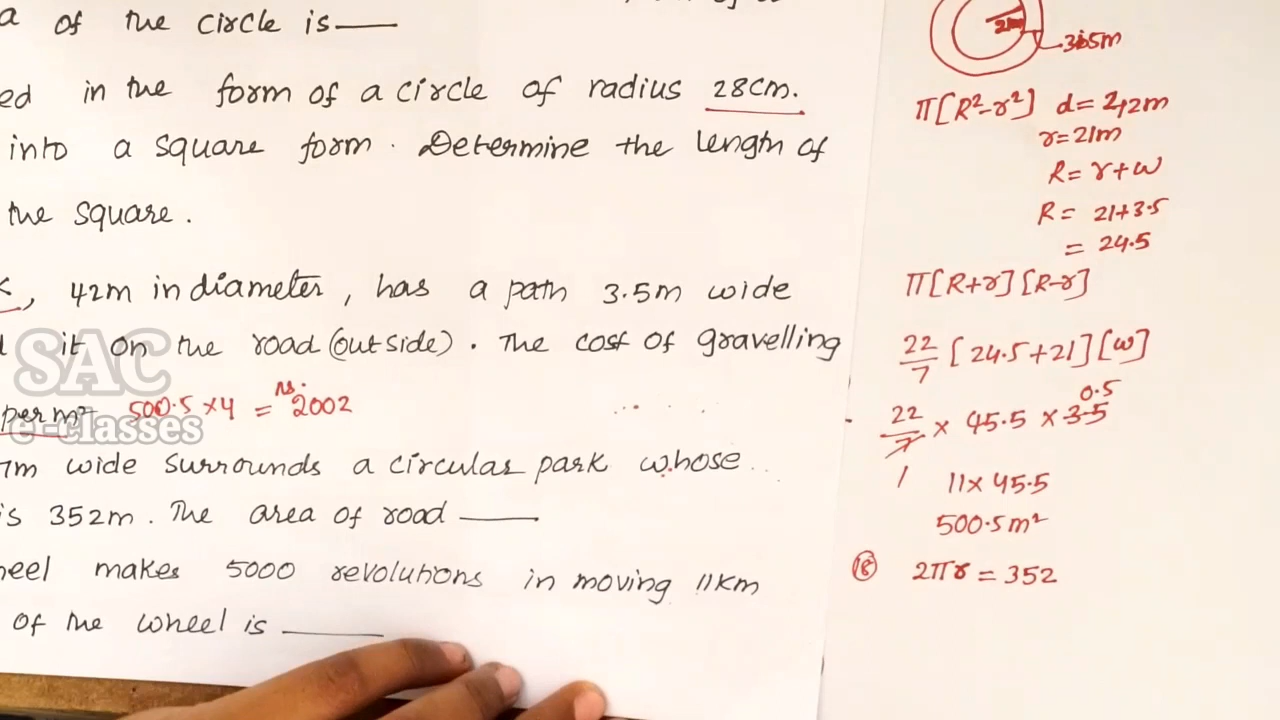 of the circle is
ed in the form of a circle of radius 28cm.
into a square form. Determine the length of
the square.
, 42m in diameter, has a path 3.5m wide
it on the road (outside). The cost of gravelling
per m² 500.5 × 4 = rs. 2002
7m wide surrounds a circular park whose
is 352m. The area of road
heel makes 5000 revolutions in moving 11km
of the wheel is
SAC
e-classes
3.5m
π[R²-r²] d= 42m
r=21m
R= r+w
R= 21+3.5
= 24.5
π[R+r][R-r]
22/7 [24.5+21][w]
0.5
22/7 × 45.5 × 3.5
1 11× 45.5
500.5m²
18 2πr = 352